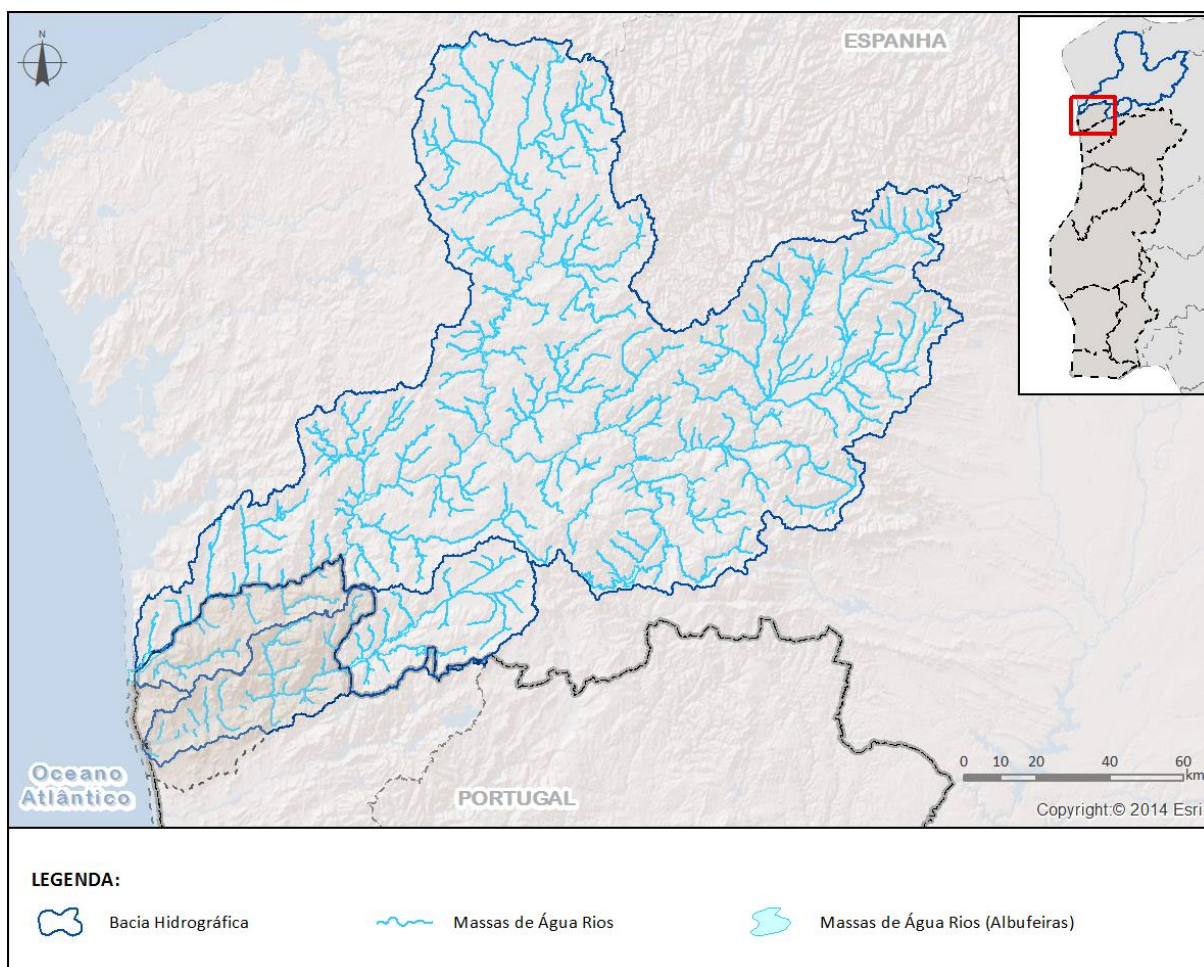 N
ESPANHA
Oceano
Atlântico
PORTUGAL
0 10 20 40 60
km
Copyright:© 2014 Esri
LEGENDA:
Bacia Hidrográfica
Massas de Água Rios
Massas de Água Rios (Albufeiras)